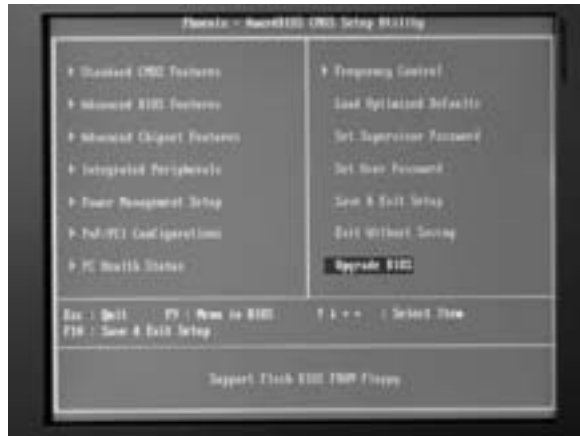 Phoenix - AwardBIOS CMOS Setup Utility
▸ Standard CMOS Features
▸ Advanced BIOS Features
▸ Advanced Chipset Features
▸ Integrated Peripherals
▸ Power Management Setup
▸ PnP/PCI Configurations
▸ PC Health Status
▸ Frequency Control
Load Optimized Defaults
Set Supervisor Password
Set User Password
Save & Exit Setup
Exit Without Saving
Upgrade BIOS
Esc : Quit F9 : Menu in BIOS ↑ ↓ → ← : Select Item
F10 : Save & Exit Setup
Support Flash BIOS FROM Floppy